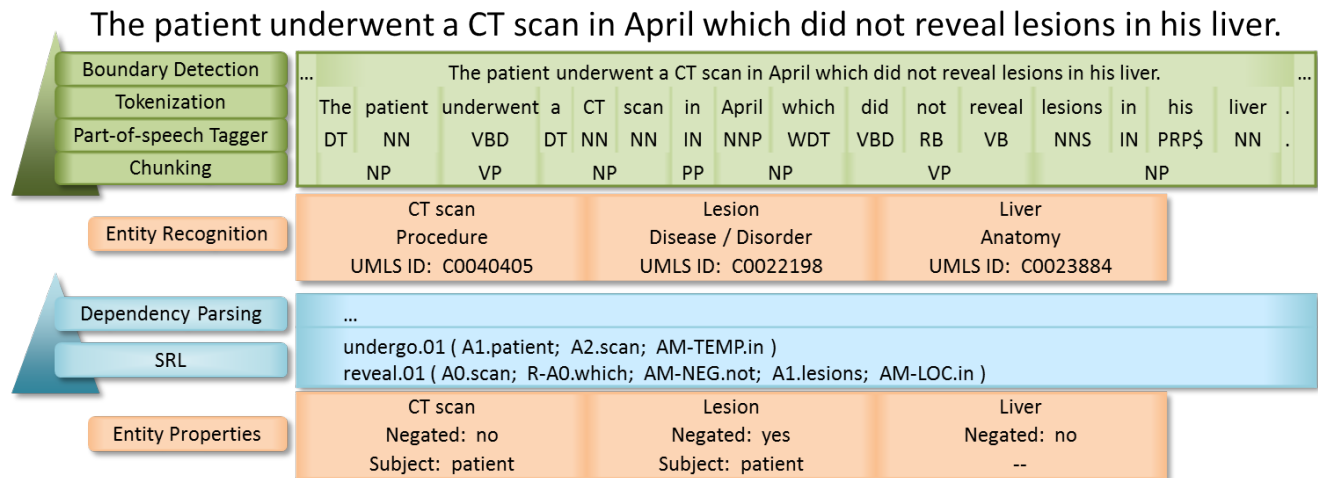 The patient underwent a CT scan in April which did not reveal lesions in his liver.
Boundary Detection ... The patient underwent a CT scan in April which did not reveal lesions in his liver. ...
Tokenization The patient underwent a CT scan in April which did not reveal lesions in his liver .
Part-of-speech Tagger DT NN VBD DT NN NN IN NNP WDT VBD RB VB NNS IN PRP$ NN .
Chunking NP VP NP PP NP VP NP
CT scan Lesion Liver
Entity Recognition Procedure Disease / Disorder Anatomy
UMLS ID: C0040405 UMLS ID: C0022198 UMLS ID: C0023884
Dependency Parsing ...
SRL undergo.01 ( A1.patient; A2.scan; AM-TEMP.in )
reveal.01 ( A0.scan; R-A0.which; AM-NEG.not; A1.lesions; AM-LOC.in )
CT scan Lesion Liver
Entity Properties Negated: no Negated: yes Negated: no
Subject: patient Subject: patient --